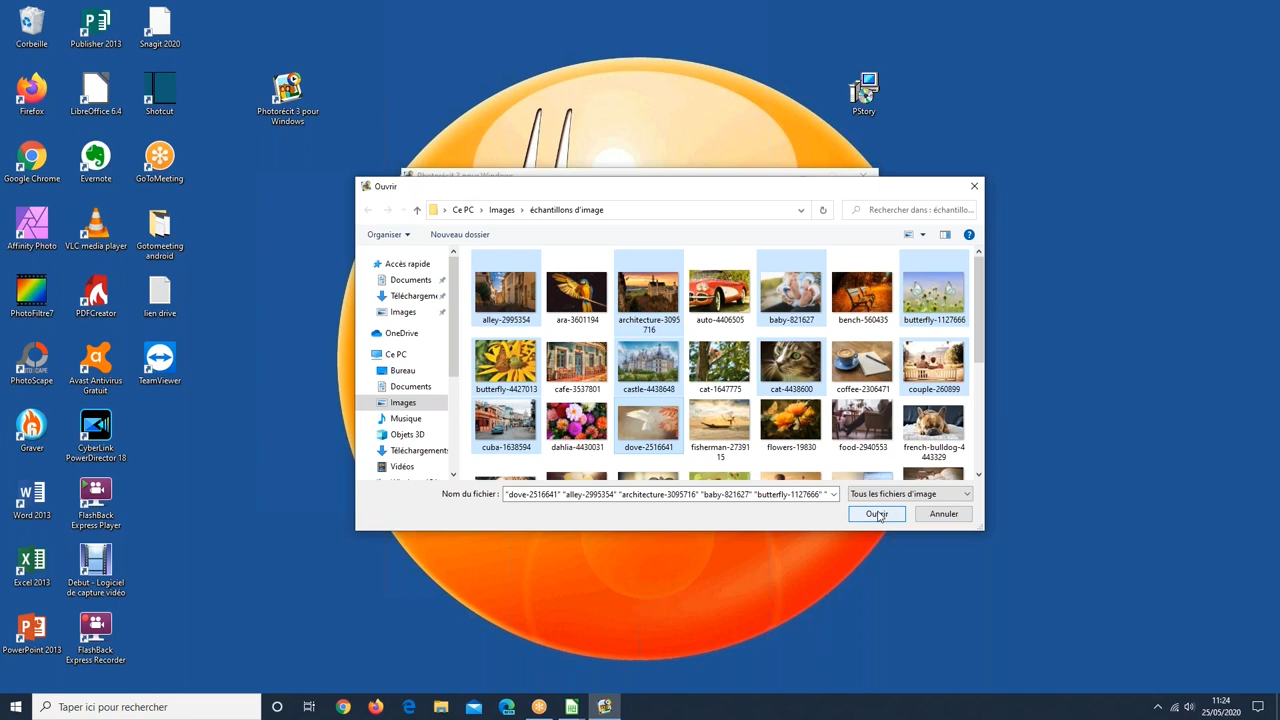 Corbeille
Publisher 2013
Snagit 2020
Firefox
LibreOffice 6.4
Shotcut
Photorécit 3 pour
Windows
PStory
Google Chrome
Evernote
GoToMeeting
Affinity Photo
VLC media player
Gotomeeting
android
PhotoFiltre7
PDFCreator
lien drive
PhotoScape
Avast Antivirus
Gratuit
TeamViewer
Graver
CyberLink
PowerDirector 18
Word 2013
FlashBack
Express Player
Excel 2013
Debut - Logiciel
de capture vidéo
PowerPoint 2013
FlashBack
Express Recorder
Photorécit 3 pour Windows
Ouvrir
Ce PC
Images
échantillons d'image
Rechercher dans : échantillo...
Organiser
Nouveau dossier
Accès rapide
Documents
Téléchargeme
Images
OneDrive
Ce PC
Bureau
Documents
Images
Musique
Objets 3D
Téléchargements
Vidéos
alley-2995354
ara-3601194
architecture-3095
716
auto-4406505
baby-821627
bench-560435
butterfly-1127666
butterfly-4427013
cafe-3537801
castle-4438648
cat-1647775
cat-4438600
coffee-2306471
couple-260899
cuba-1638594
dahlia-4430031
dove-2516641
fisherman-27391
15
flowers-19830
food-2940553
french-bulldog-4
443329
Nom du fichier :
"dove-2516641" "alley-2995354" "architecture-3095716" "baby-821627" "butterfly-1127666" "
Tous les fichiers d'image
Ouvrir
Annuler
Taper ici pour rechercher
11:24
25/05/2020